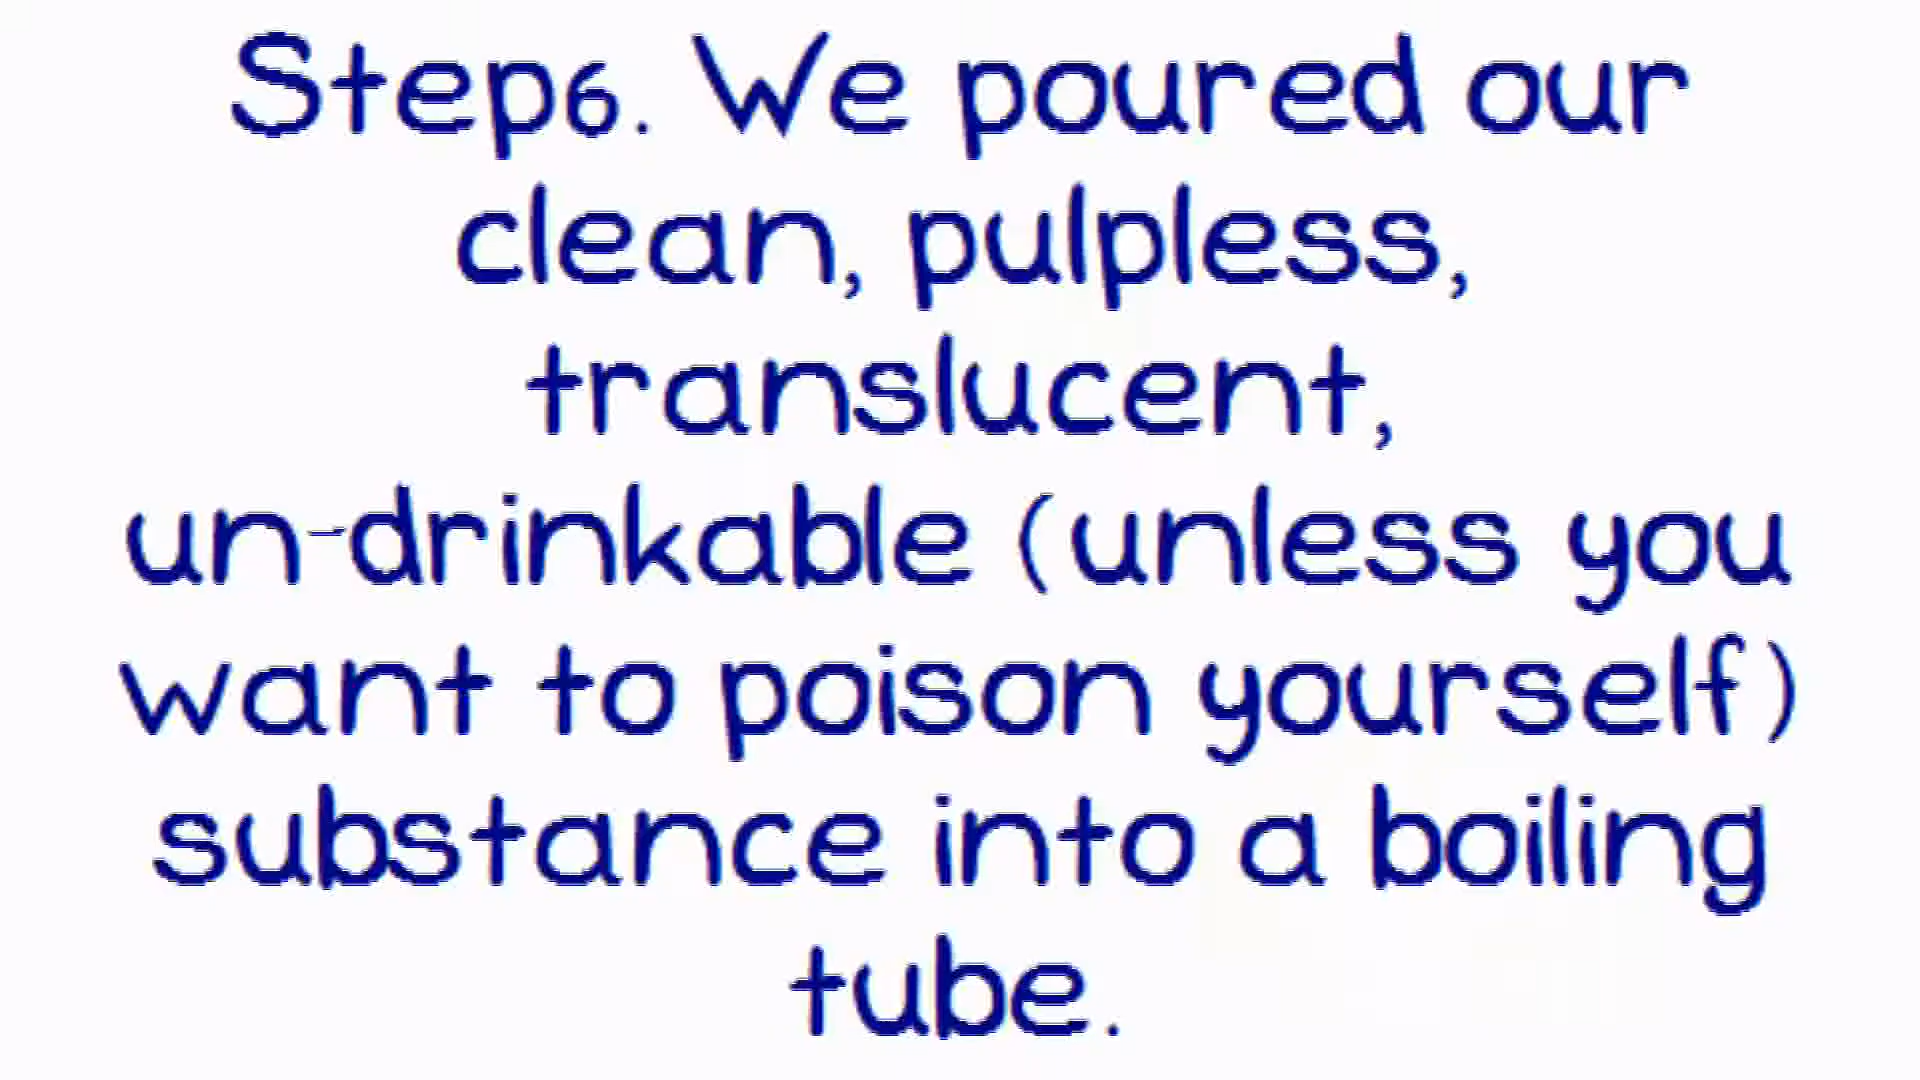 Step6. We poured our
clean, pulpless,
translucent,
un-drinkable (unless you
want to poison yourself)
substance into a boiling
tube.